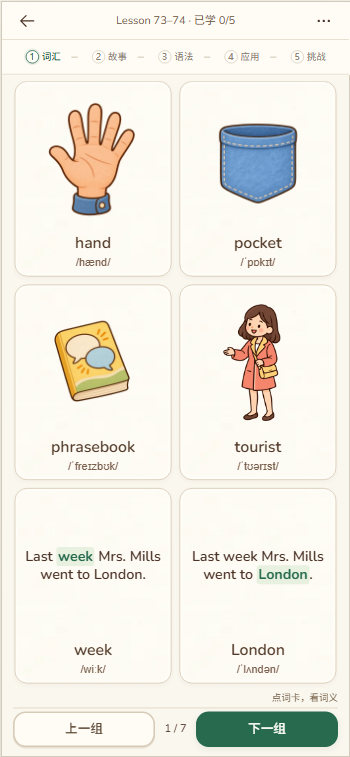 Lesson 73–74 · 已学 0/5
1 词汇 — 2 故事 — 3 语法 — 4 应用 — 5 挑战
hand
/hænd/
pocket
/ˈpɒkɪt/
phrasebook
/ˈfreɪzbʊk/
tourist
/ˈtʊərɪst/
Last week Mrs. Mills
went to London.
week
/wiːk/
Last week Mrs. Mills
went to London.
London
/ˈlʌndən/
点词卡，看词义
上一组
1 / 7
下一组